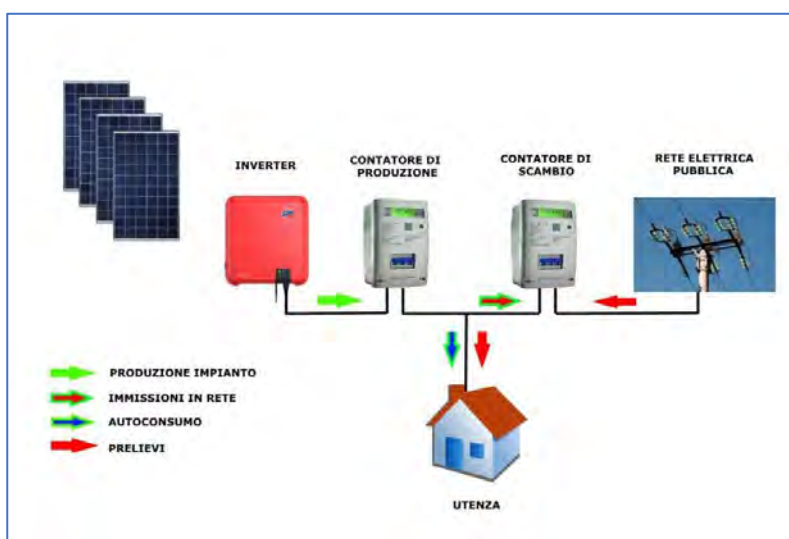 INVERTER
CONTATORE DI
PRODUZIONE
CONTATORE DI
SCAMBIO
RETE ELETTRICA
PUBBLICA
PRODUZIONE IMPIANTO
IMMISSIONI IN RETE
AUTOCONSUMO
PRELIEVI
UTENZA